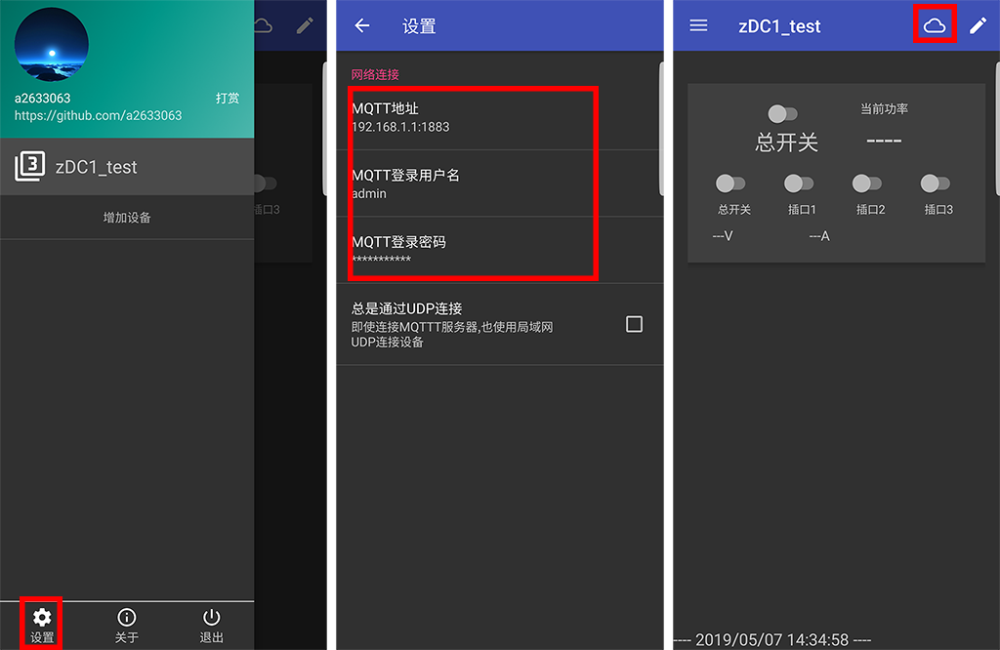 a2633063
打赏
https://github.com/a2633063
3
zDC1_test
增加设备
插口3
设置
关于
退出
设置
网络连接
MQTT地址
192.168.1.1:1883
MQTT登录用户名
admin
MQTT登录密码
***********
总是通过UDP连接
即使连接MQTTT服务器,也使用局域网
UDP连接设备
zDC1_test
当前功率
总开关
----
总开关
插口1
插口2
插口3
---V
---A
---- 2019/05/07 14:34:58 ----